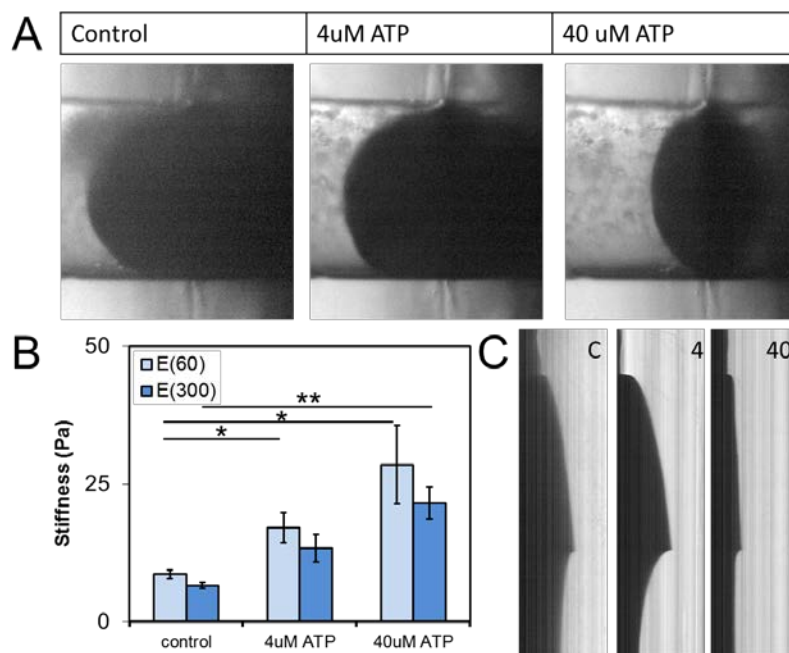 A
Control 4uM ATP 40 uM ATP
B
50
25
0
Stiffness (Pa)
E(60)
E(300)
**
*
*
control 4uM ATP 40uM ATP
C
C 4 40